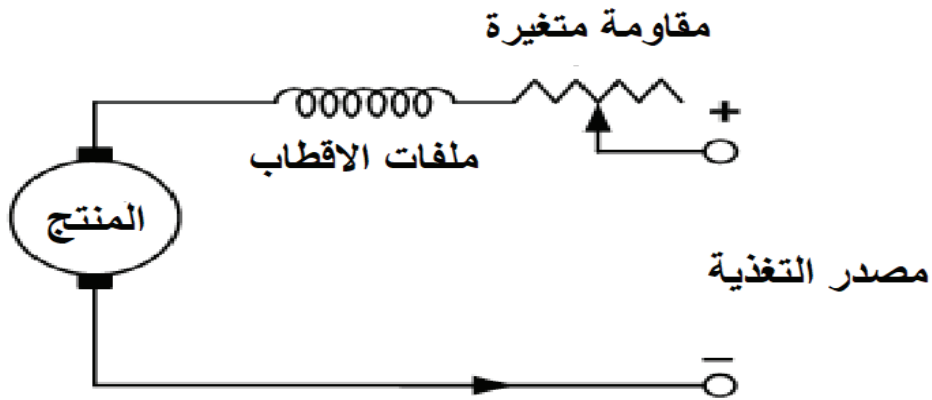 مقاومة متغيرة
+
ملفات الاقطاب
المنتج
مصدر التغذية
−